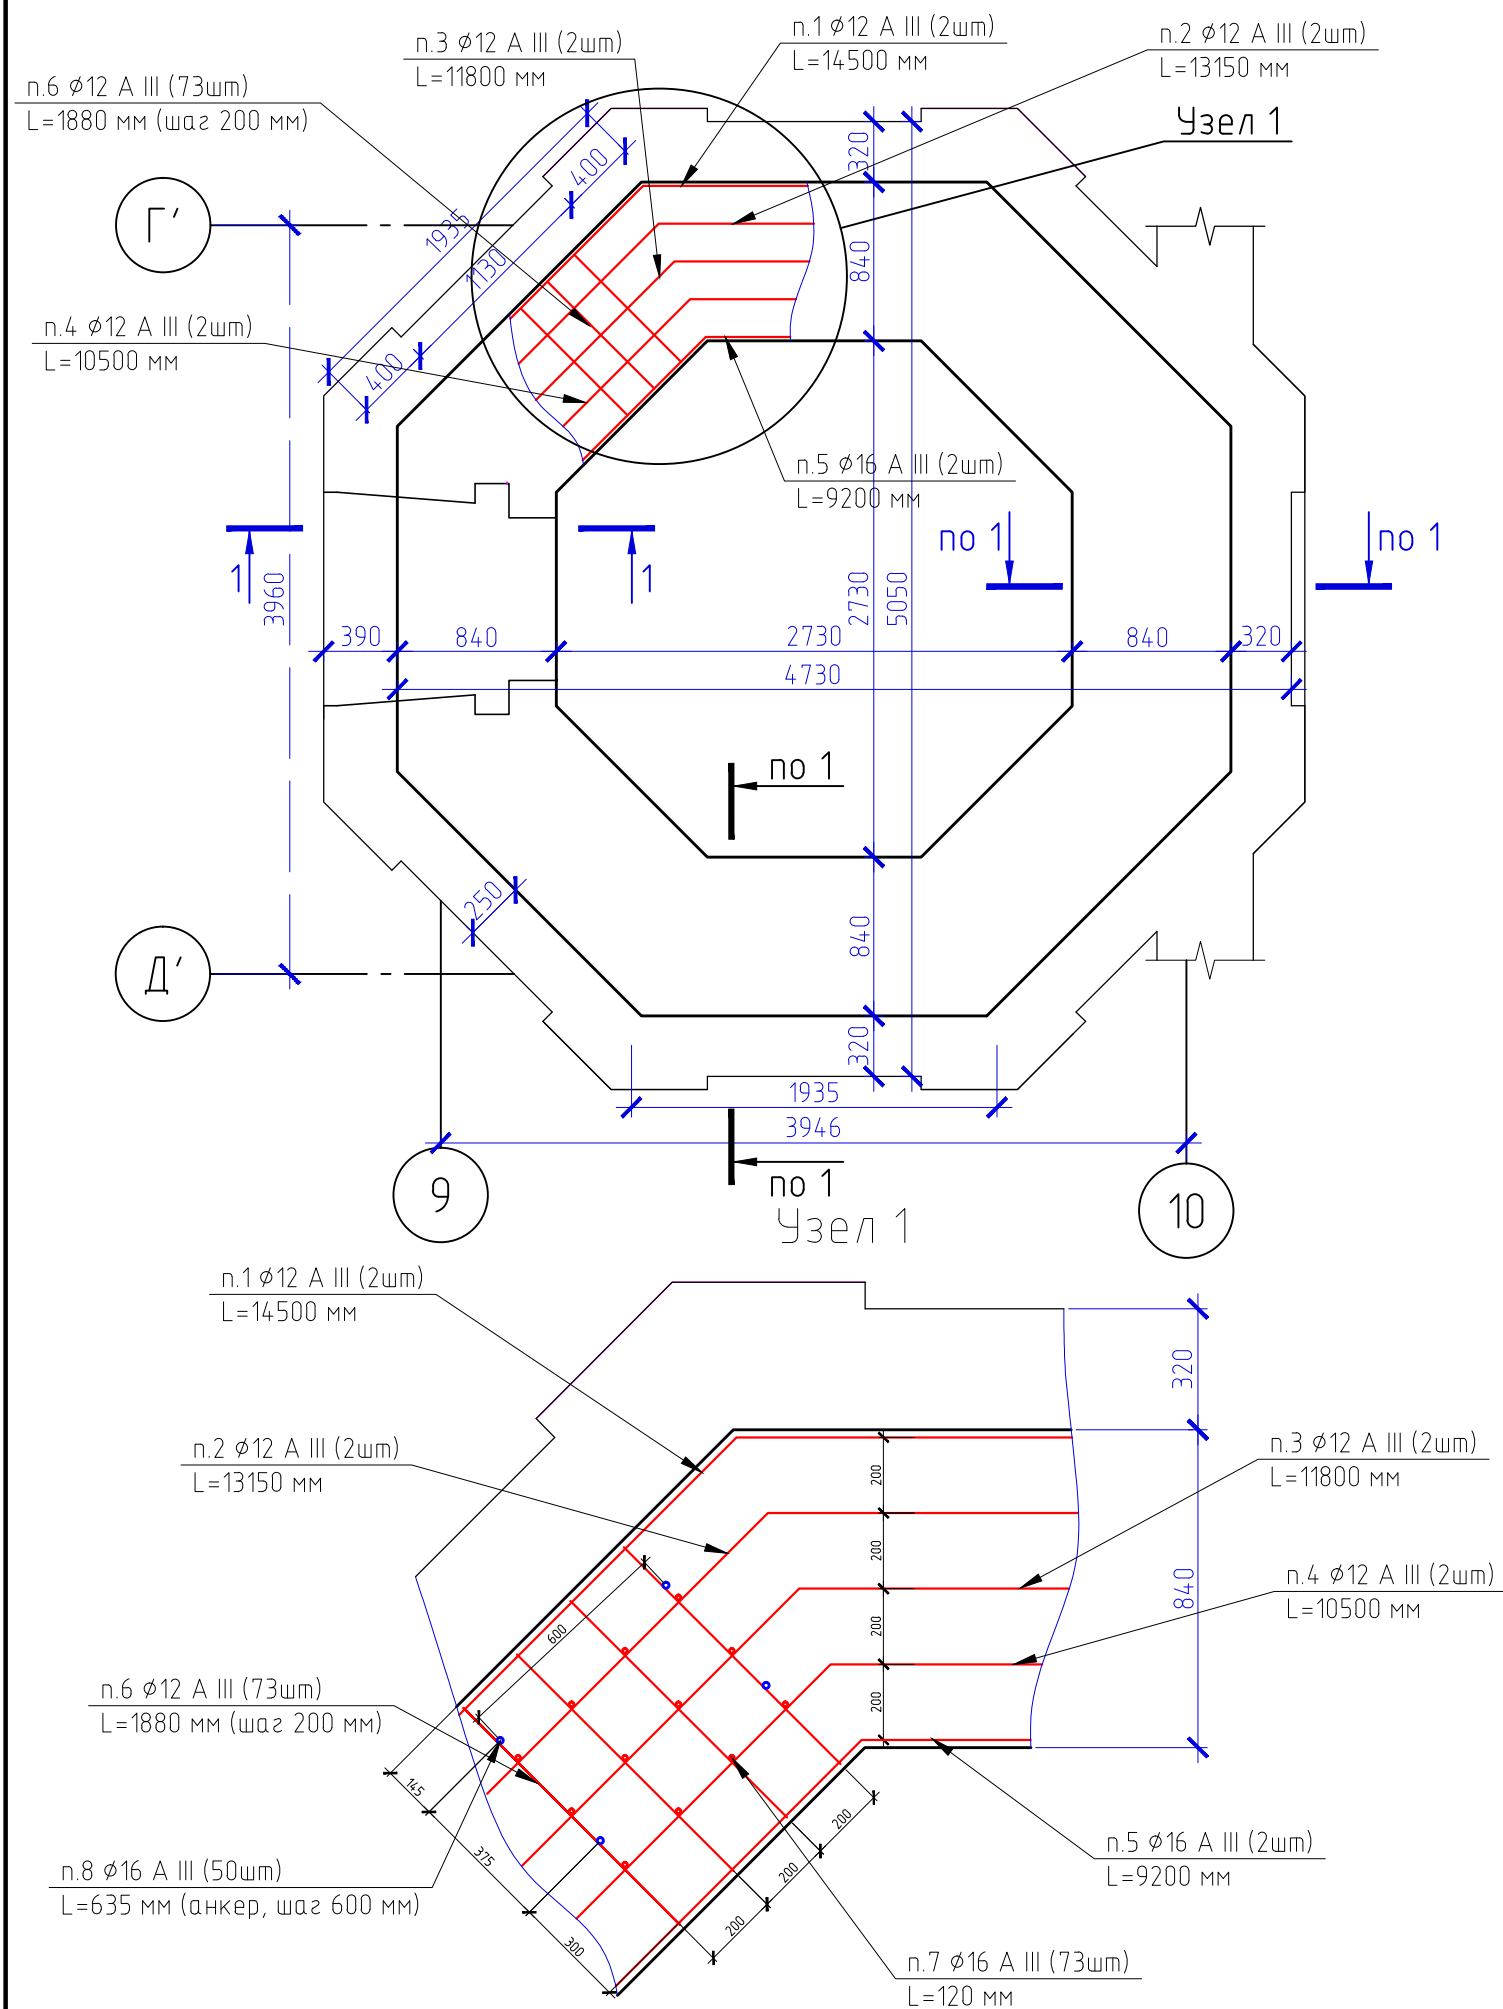 п.3 ⌀12 А III (2шт)
L=11800 мм
п.1 ⌀12 А III (2шт)
L=14500 мм
п.2 ⌀12 А III (2шт)
L=13150 мм
п.6 ⌀12 А III (73шт)
L=1880 мм (шаг 200 мм)
Узел 1
320
400
Г'
1935
1130
840
п.4 ⌀12 А III (2шт)
L=10500 мм
400
п.5 ⌀16 А III (2шт)
L=9200 мм
по 1
по 1
1
1
3960
2730
5050
390
840
2730
840
320
4730
по 1
250
840
Д'
320
1935
3946
по 1
9
10
Узел 1
п.1 ⌀12 А III (2шт)
L=14500 мм
320
п.2 ⌀12 А III (2шт)
L=13150 мм
п.3 ⌀12 А III (2шт)
L=11800 мм
200
200
п.4 ⌀12 А III (2шт)
L=10500 мм
840
600
200
200
п.6 ⌀12 А III (73шт)
L=1880 мм (шаг 200 мм)
145
375
300
200
200
200
п.5 ⌀16 А III (2шт)
L=9200 мм
п.8 ⌀16 А III (50шт)
L=635 мм (анкер, шаг 600 мм)
п.7 ⌀16 А III (73шт)
L=120 мм